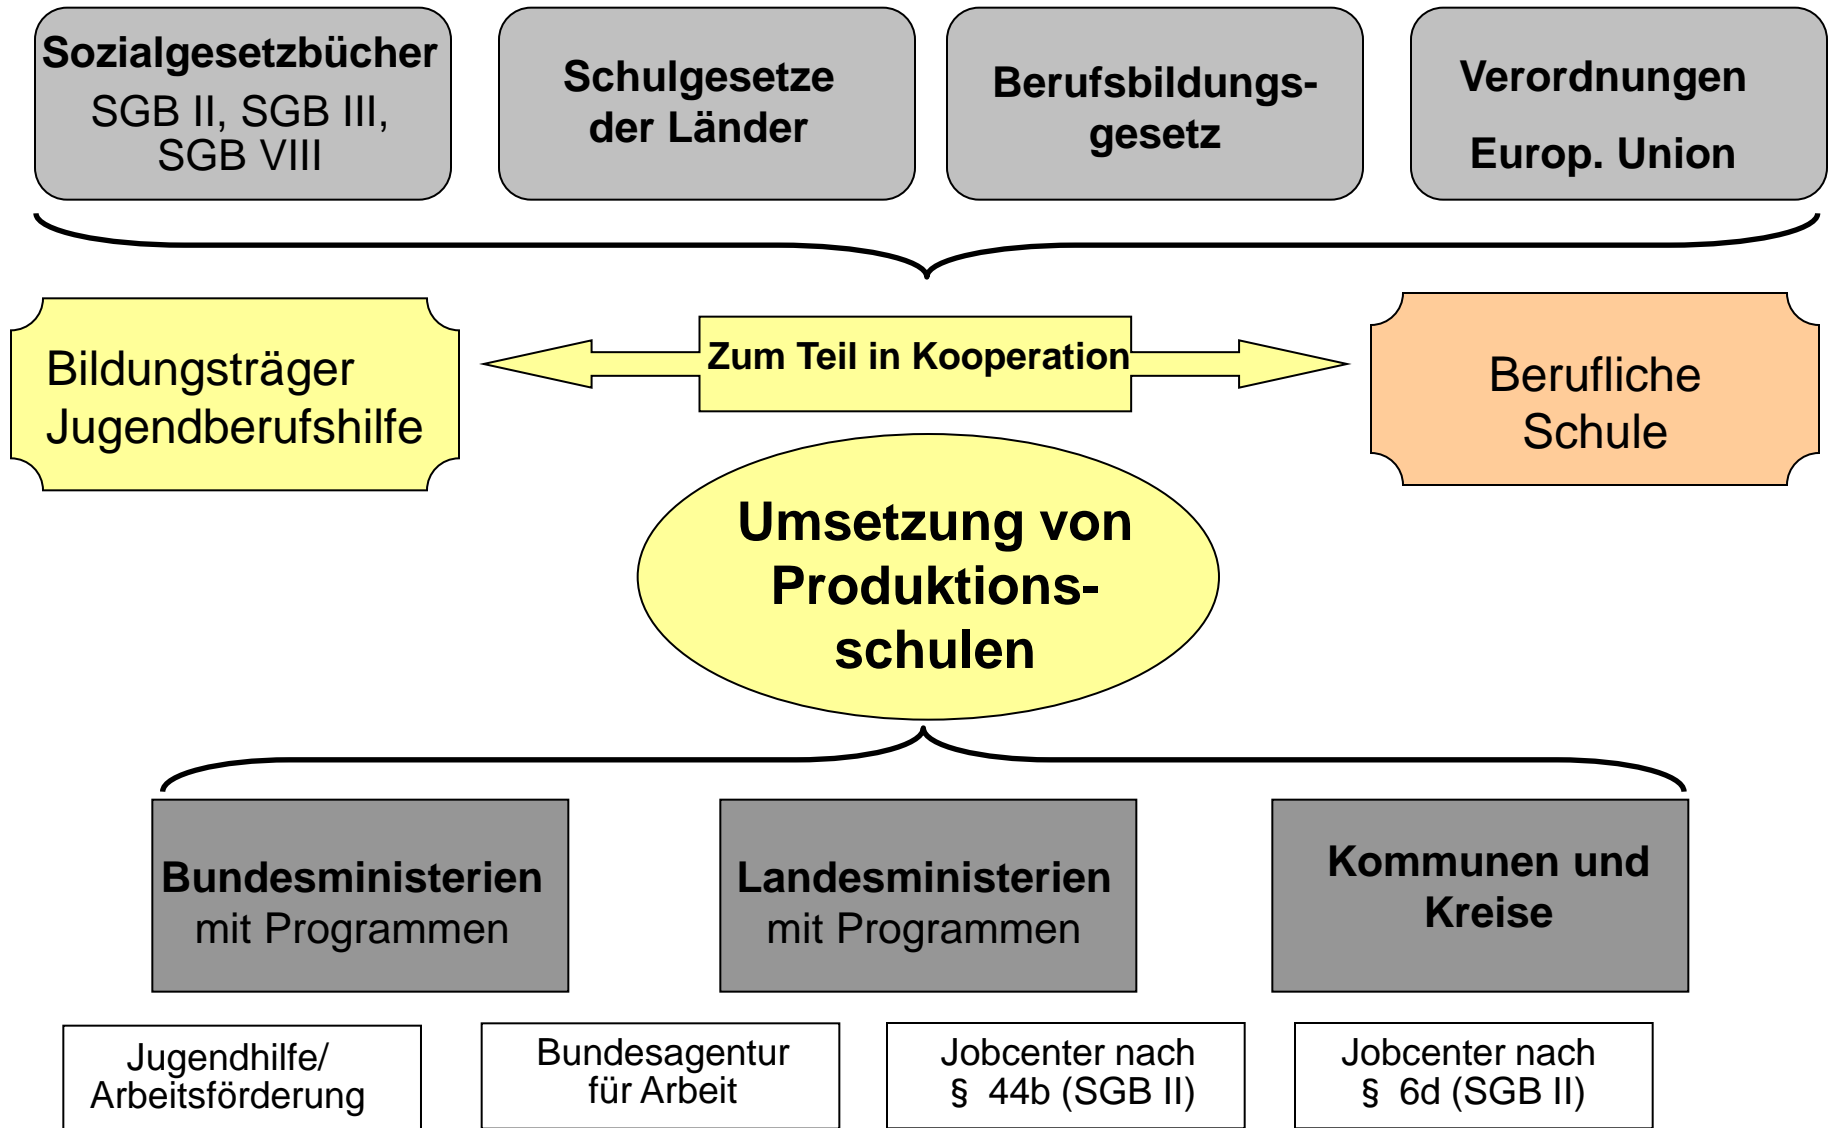 Sozialgesetzbücher
SGB II, SGB III,
SGB VIII
Schulgesetze
der Länder
Berufsbildungs-
gesetz
Verordnungen
Europ. Union
Bildungsträger
Jugendberufshilfe
Zum Teil in Kooperation
Berufliche
Schule
Umsetzung von
Produktions-
schulen
Bundesministerien
mit Programmen
Landesministerien
mit Programmen
Kommunen und
Kreise
Jugendhilfe/
Arbeitsförderung
Bundesagentur
für Arbeit
Jobcenter nach
§ 44b (SGB II)
Jobcenter nach
§ 6d (SGB II)